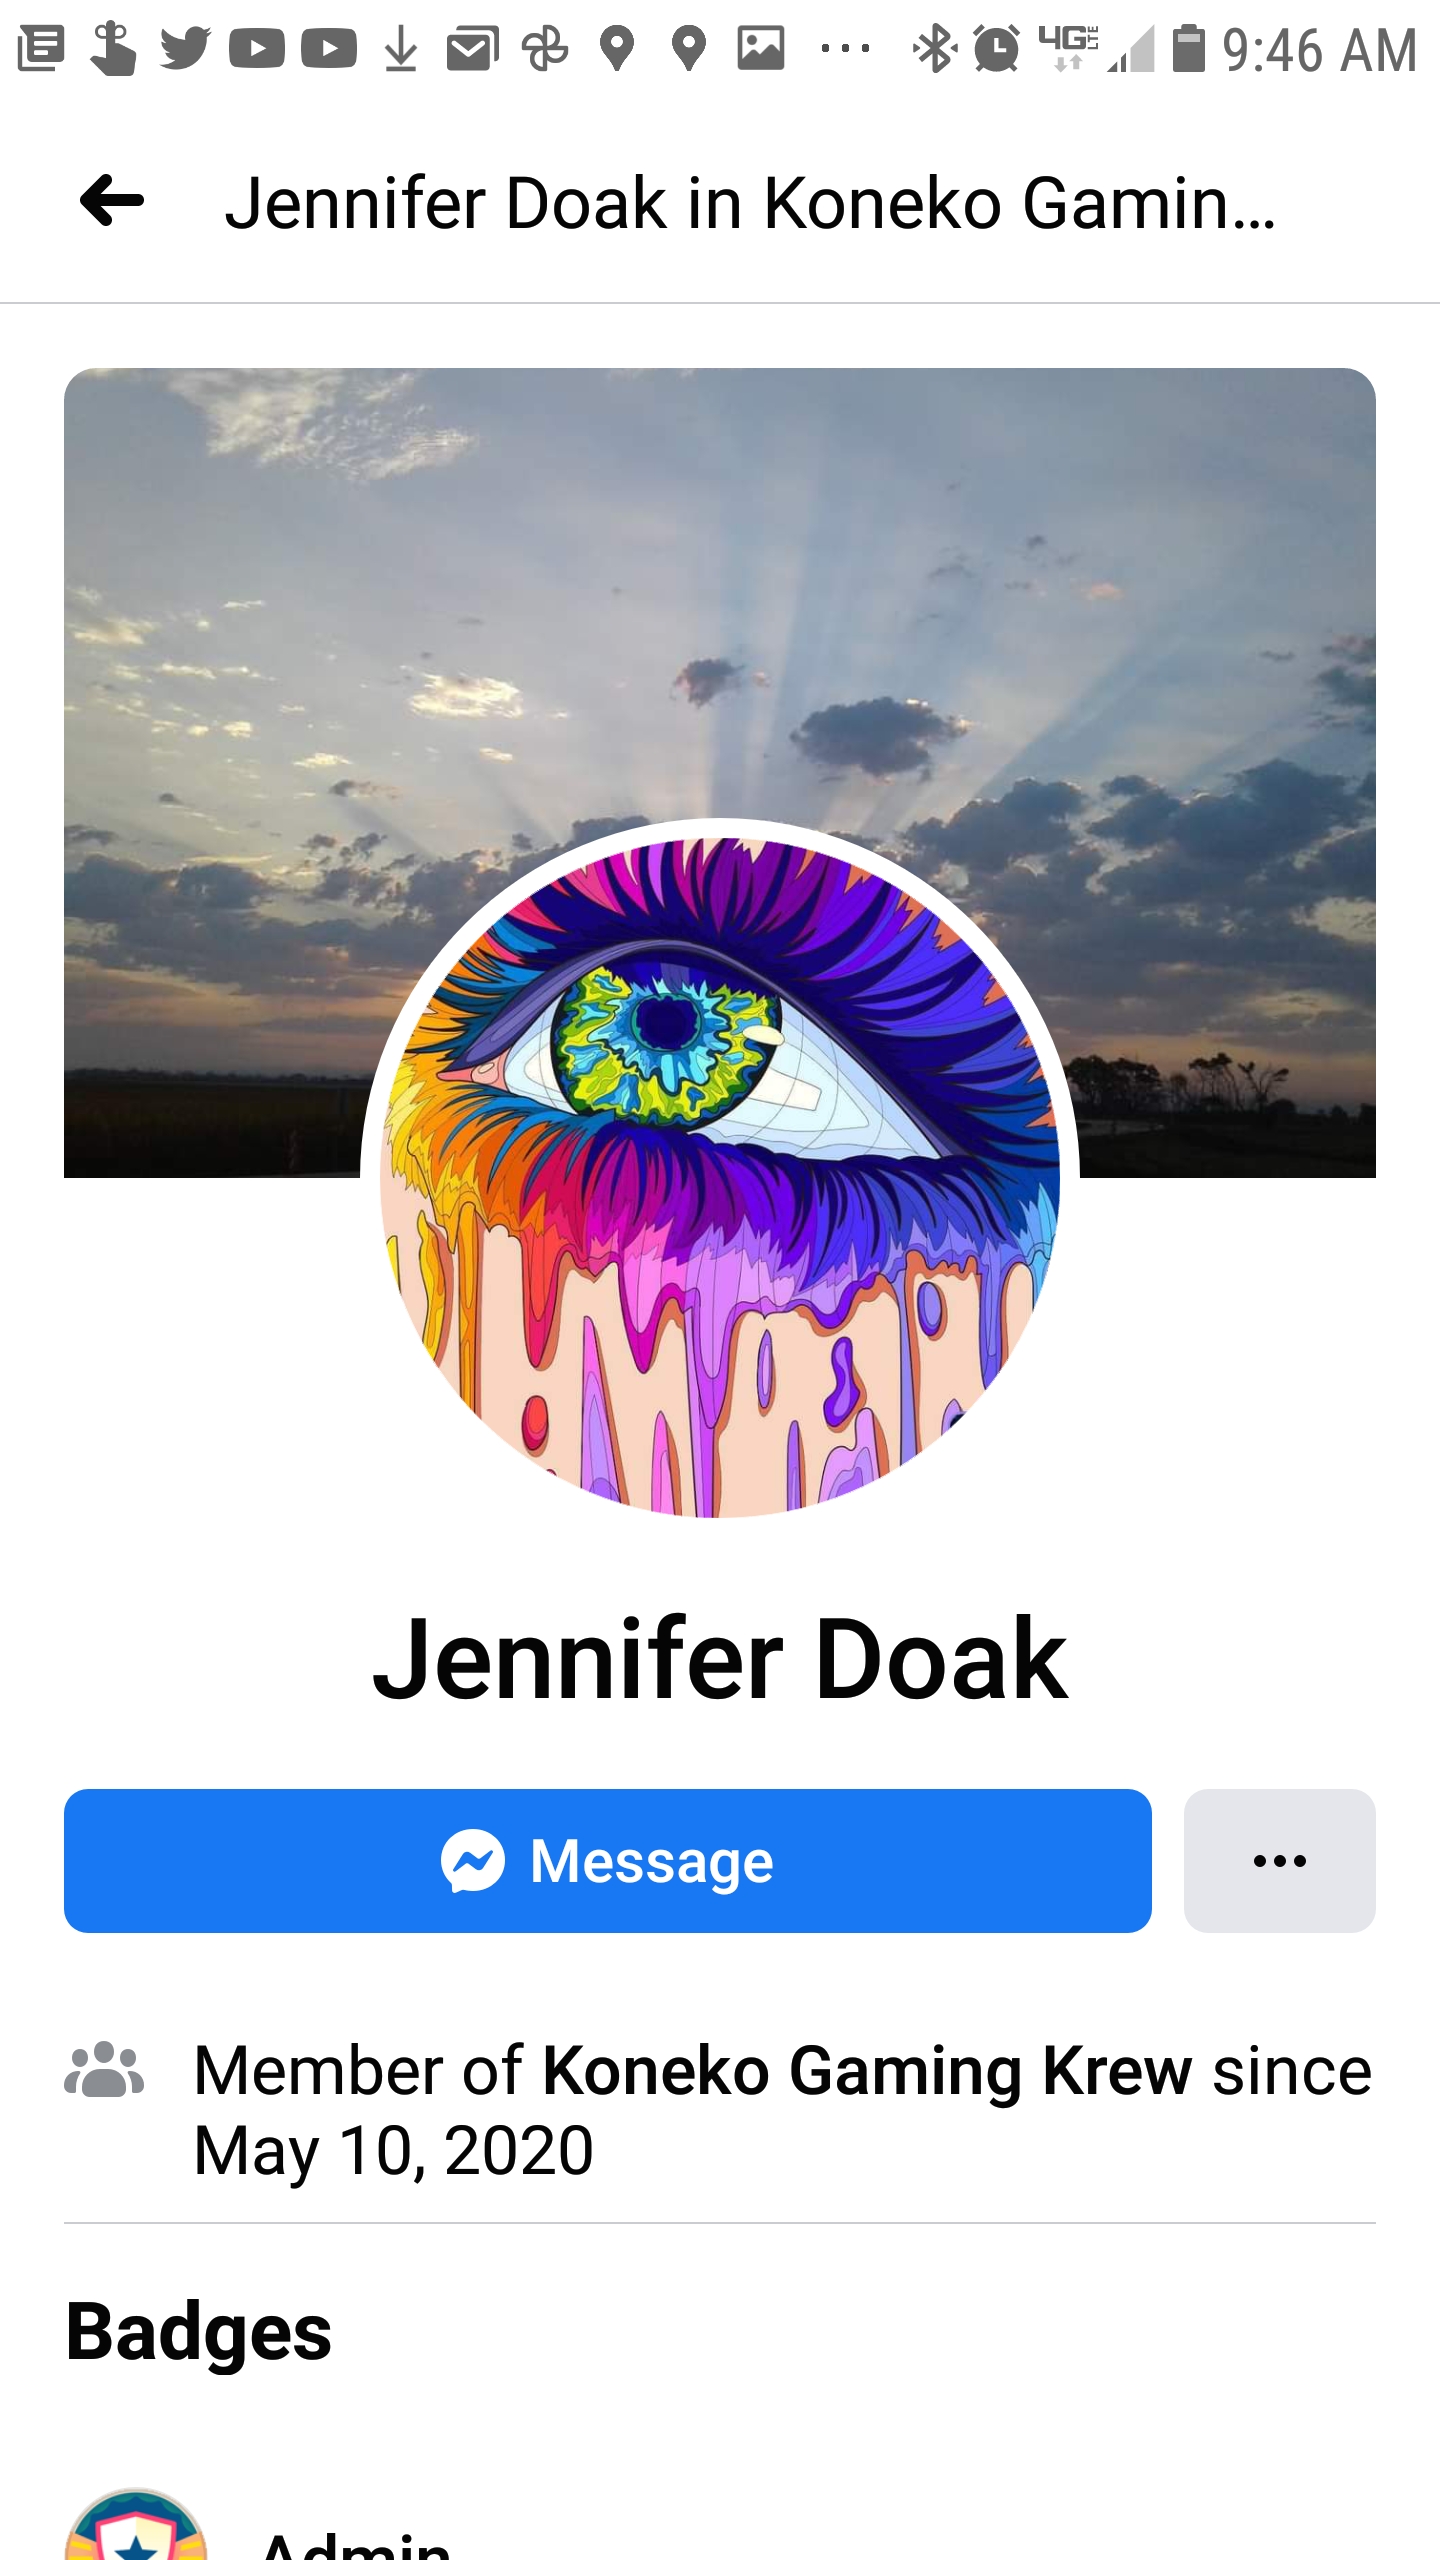 4G LTE 9:46 AM
Jennifer Doak in Koneko Gamin...
Jennifer Doak
Message
Member of Koneko Gaming Krew since
May 10, 2020
Badges
Admin